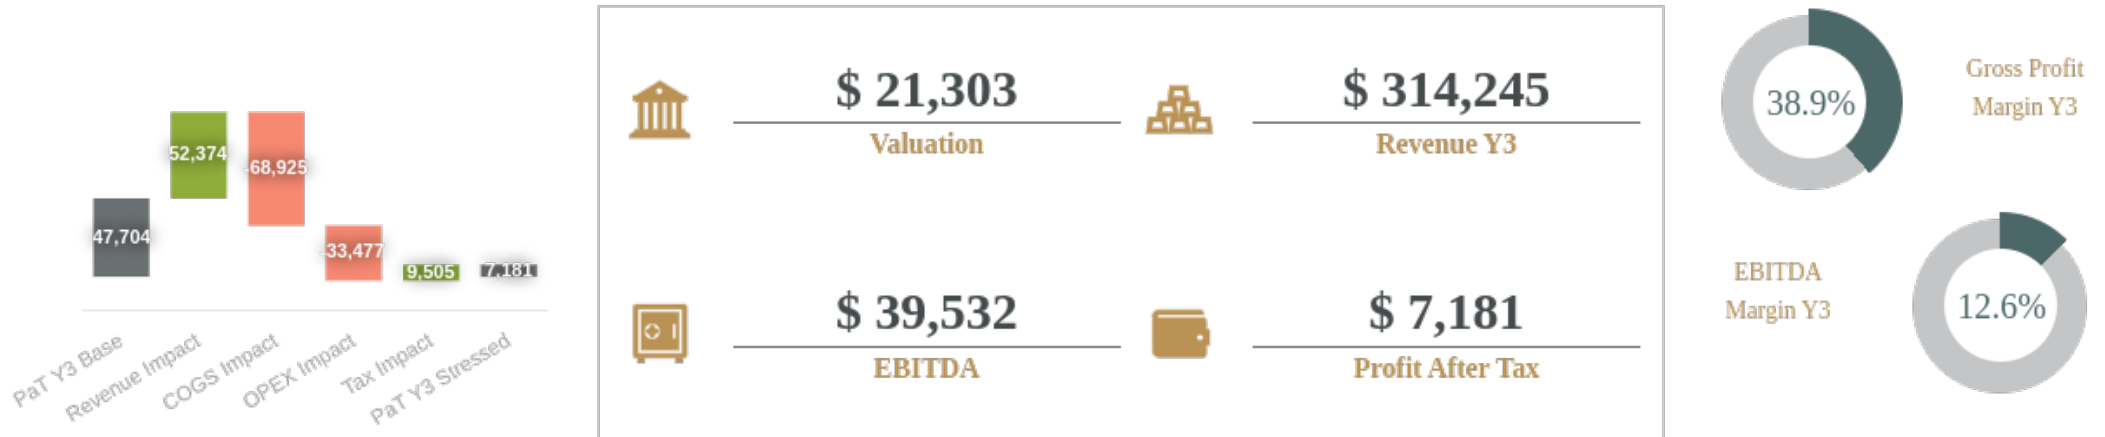 52,374
-68,925
47,704
-33,477
9,505
7,181
PaT Y3 Base
Revenue Impact
COGS Impact
OPEX Impact
Tax Impact
PaT Y3 Stressed
$ 21,303
Valuation
$ 314,245
Revenue Y3
$ 39,532
EBITDA
$ 7,181
Profit After Tax
38.9%
Gross Profit
Margin Y3
EBITDA
Margin Y3
12.6%